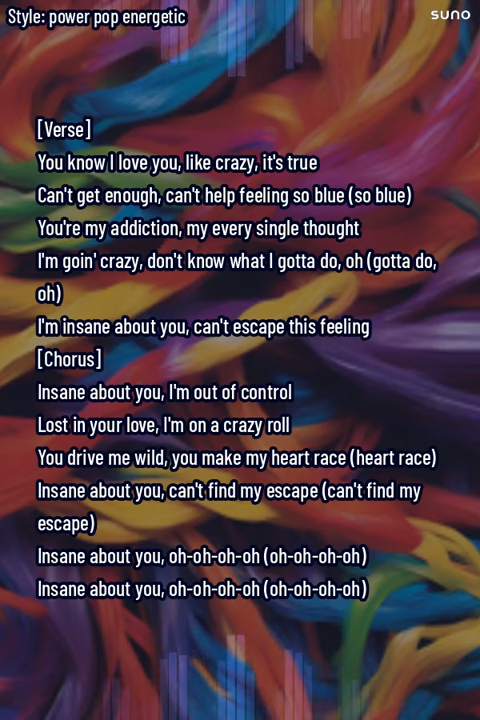 Style: power pop energetic
suno
[Verse]
You know I love you, like crazy, it's true
Can't get enough, can't help feeling so blue (so blue)
You're my addiction, my every single thought
I'm goin' crazy, don't know what I gotta do, oh (gotta do,
oh)
I'm insane about you, can't escape this feeling
[Chorus]
Insane about you, I'm out of control
Lost in your love, I'm on a crazy roll
You drive me wild, you make my heart race (heart race)
Insane about you, can't find my escape (can't find my
escape)
Insane about you, oh-oh-oh-oh (oh-oh-oh-oh)
Insane about you, oh-oh-oh-oh (oh-oh-oh-oh)